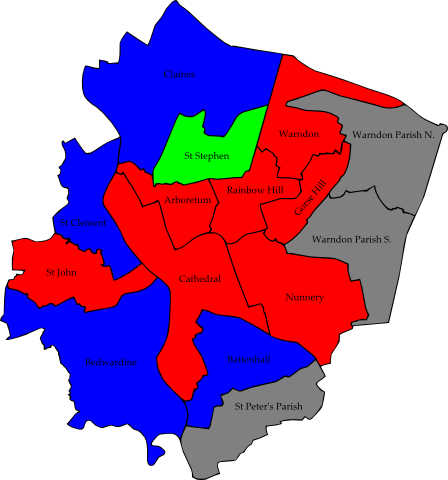 Claines
Warndon
Warndon Parish N.
St Stephen
Rainbow Hill
Gorse Hill
Arboretum
St Clement
Warndon Parish S.
St John
Cathedral
Nunnery
Bedwardine
Battenhall
St Peter's Parish